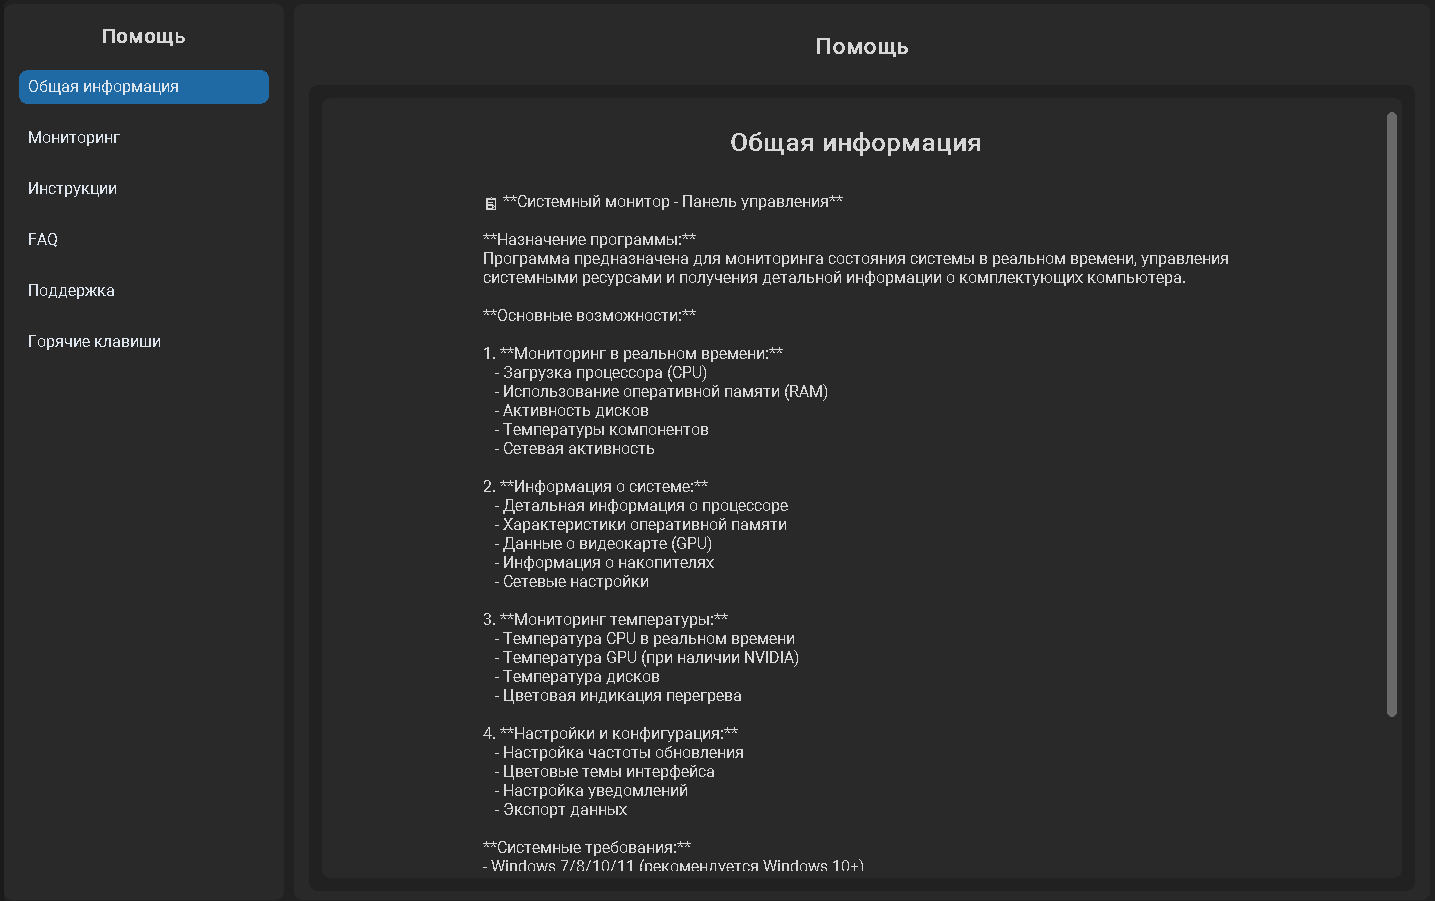 Помощь
Общая информация
Мониторинг
Инструкции
FAQ
Поддержка
Горячие клавиши
Помощь
Общая информация
**Системный монитор - Панель управления**
**Назначение программы:**
Программа предназначена для мониторинга состояния системы в реальном времени, управления
системными ресурсами и получения детальной информации о комплектующих компьютера.
**Основные возможности:**
1. **Мониторинг в реальном времени:**
- Загрузка процессора (CPU)
- Использование оперативной памяти (RAM)
- Активность дисков
- Температуры компонентов
- Сетевая активность
2. **Информация о системе:**
- Детальная информация о процессоре
- Характеристики оперативной памяти
- Данные о видеокарте (GPU)
- Информация о накопителях
- Сетевые настройки
3. **Мониторинг температуры:**
- Температура CPU в реальном времени
- Температура GPU (при наличии NVIDIA)
- Температура дисков
- Цветовая индикация перегрева
4. **Настройки и конфигурация:**
- Настройка частоты обновления
- Цветовые темы интерфейса
- Настройка уведомлений
- Экспорт данных
**Системные требования:**
- Windows 7/8/10/11 (рекомендуется Windows 10+)